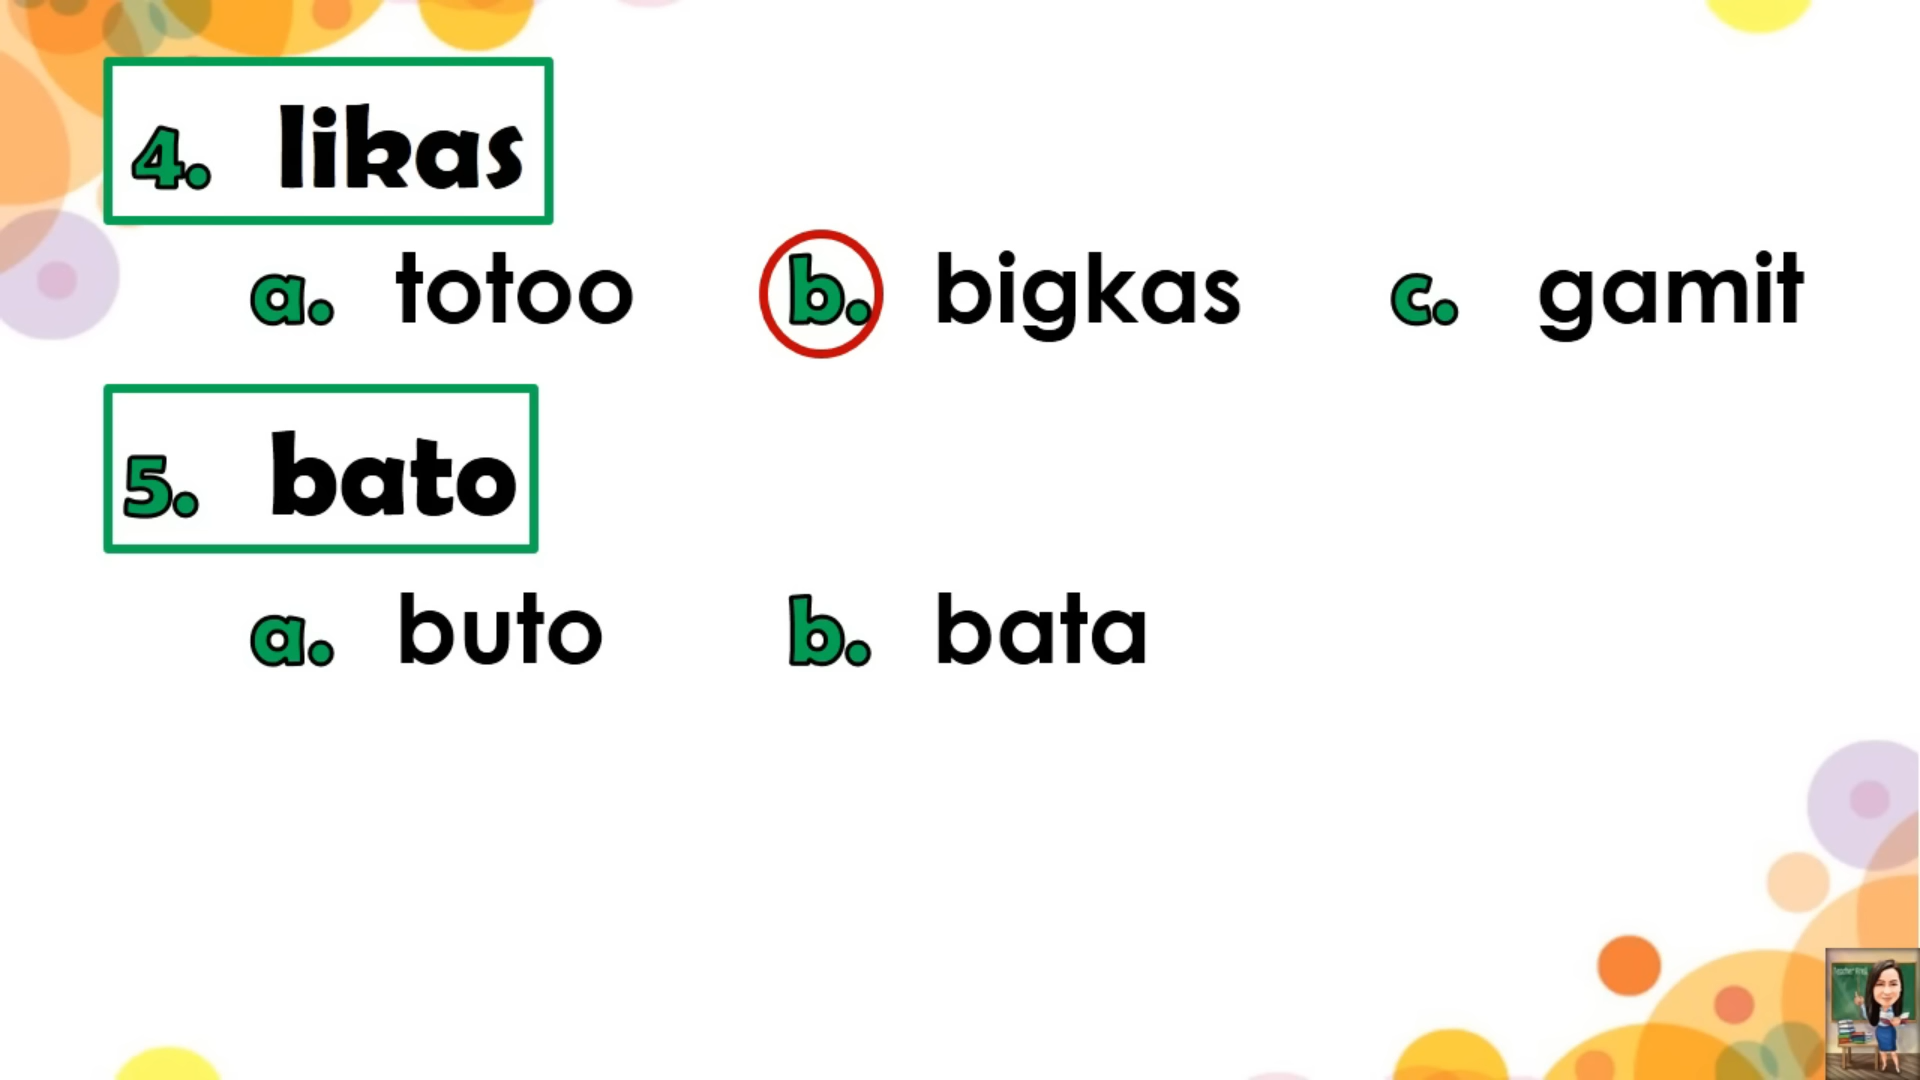 4. likas
a. totoo b. bigkas c. gamit
5. bato
a. buto b. bata